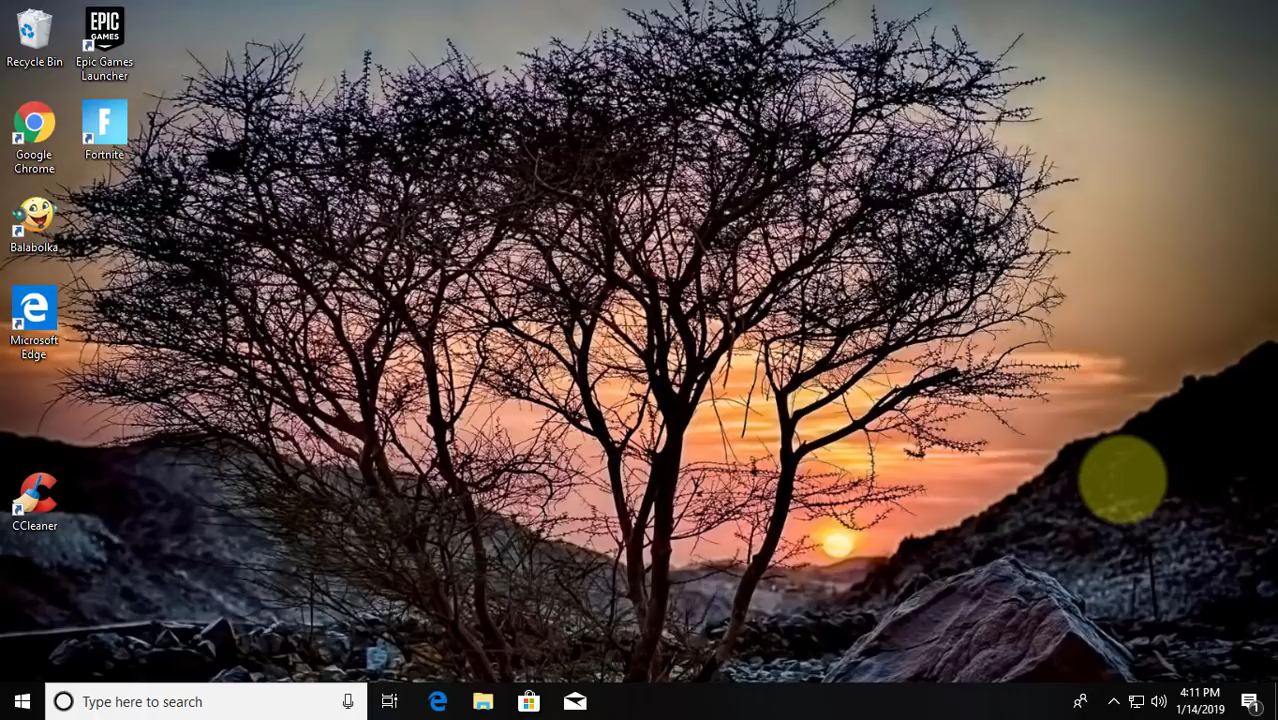 Recycle Bin
EPIC
GAMES
Epic Games
Launcher
Google
Chrome
F
Fortnite
Balabolka
Microsoft
Edge
CCleaner
Type here to search
4:11 PM
1/14/2019
1